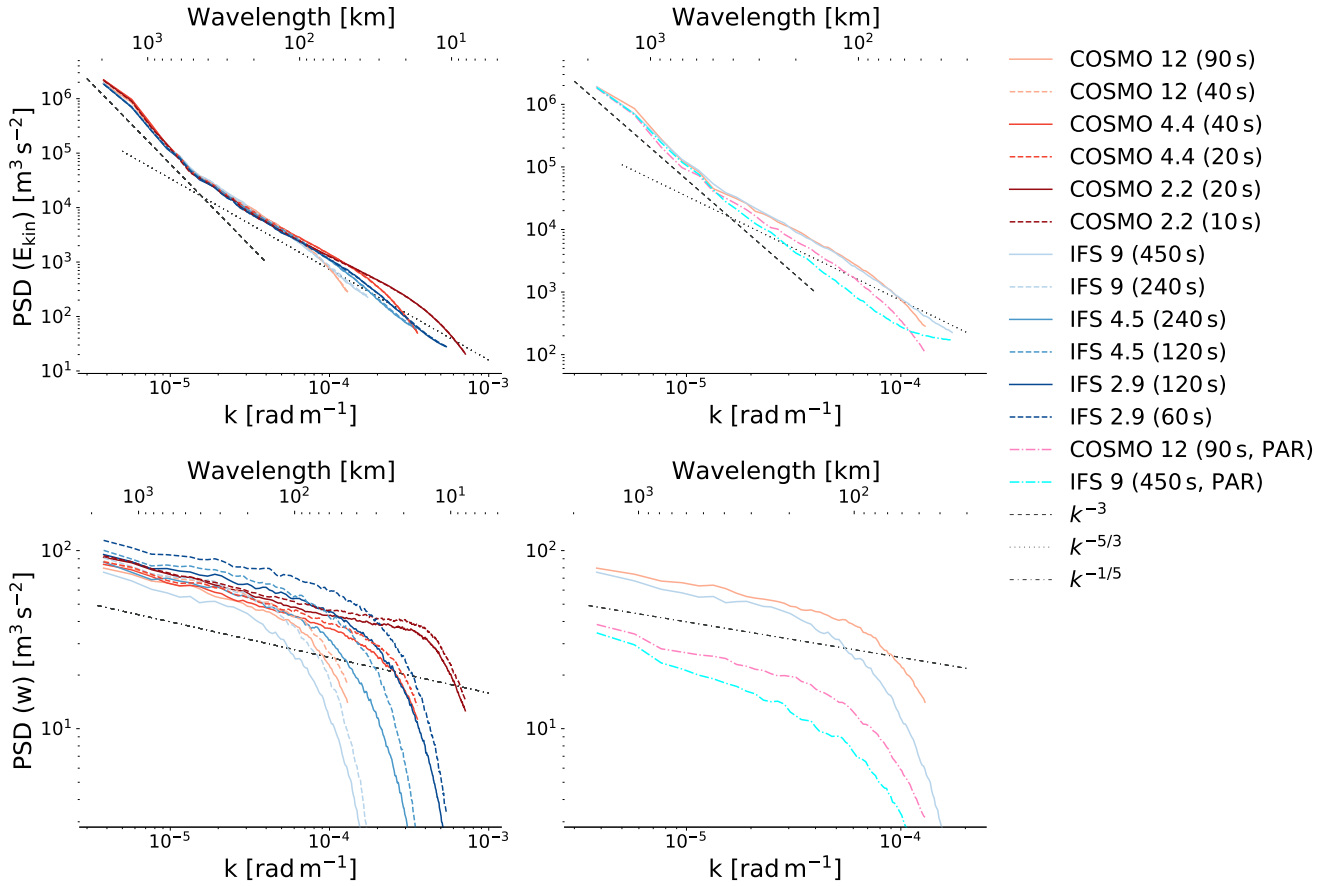 Wavelength [km]
10³ 10² 10¹
PSD (E_kin) [m³ s⁻²]
10⁶
10⁵
10⁴
10³
10²
10¹
10⁻⁵ 10⁻⁴ 10⁻³
k [rad m⁻¹]
Wavelength [km]
10³ 10²
10⁶
10⁵
10⁴
10³
10²
10⁻⁵ 10⁻⁴
k [rad m⁻¹]
COSMO 12 (90 s)
COSMO 12 (40 s)
COSMO 4.4 (40 s)
COSMO 4.4 (20 s)
COSMO 2.2 (20 s)
COSMO 2.2 (10 s)
IFS 9 (450 s)
IFS 9 (240 s)
IFS 4.5 (240 s)
IFS 4.5 (120 s)
IFS 2.9 (120 s)
IFS 2.9 (60 s)
COSMO 12 (90 s, PAR)
IFS 9 (450 s, PAR)
k⁻³
k⁻⁵/³
k⁻¹/⁵
Wavelength [km]
10³ 10² 10¹
PSD (w) [m³ s⁻²]
10²
10¹
10⁻⁵ 10⁻⁴ 10⁻³
k [rad m⁻¹]
Wavelength [km]
10³ 10²
10²
10¹
10⁻⁵ 10⁻⁴
k [rad m⁻¹]